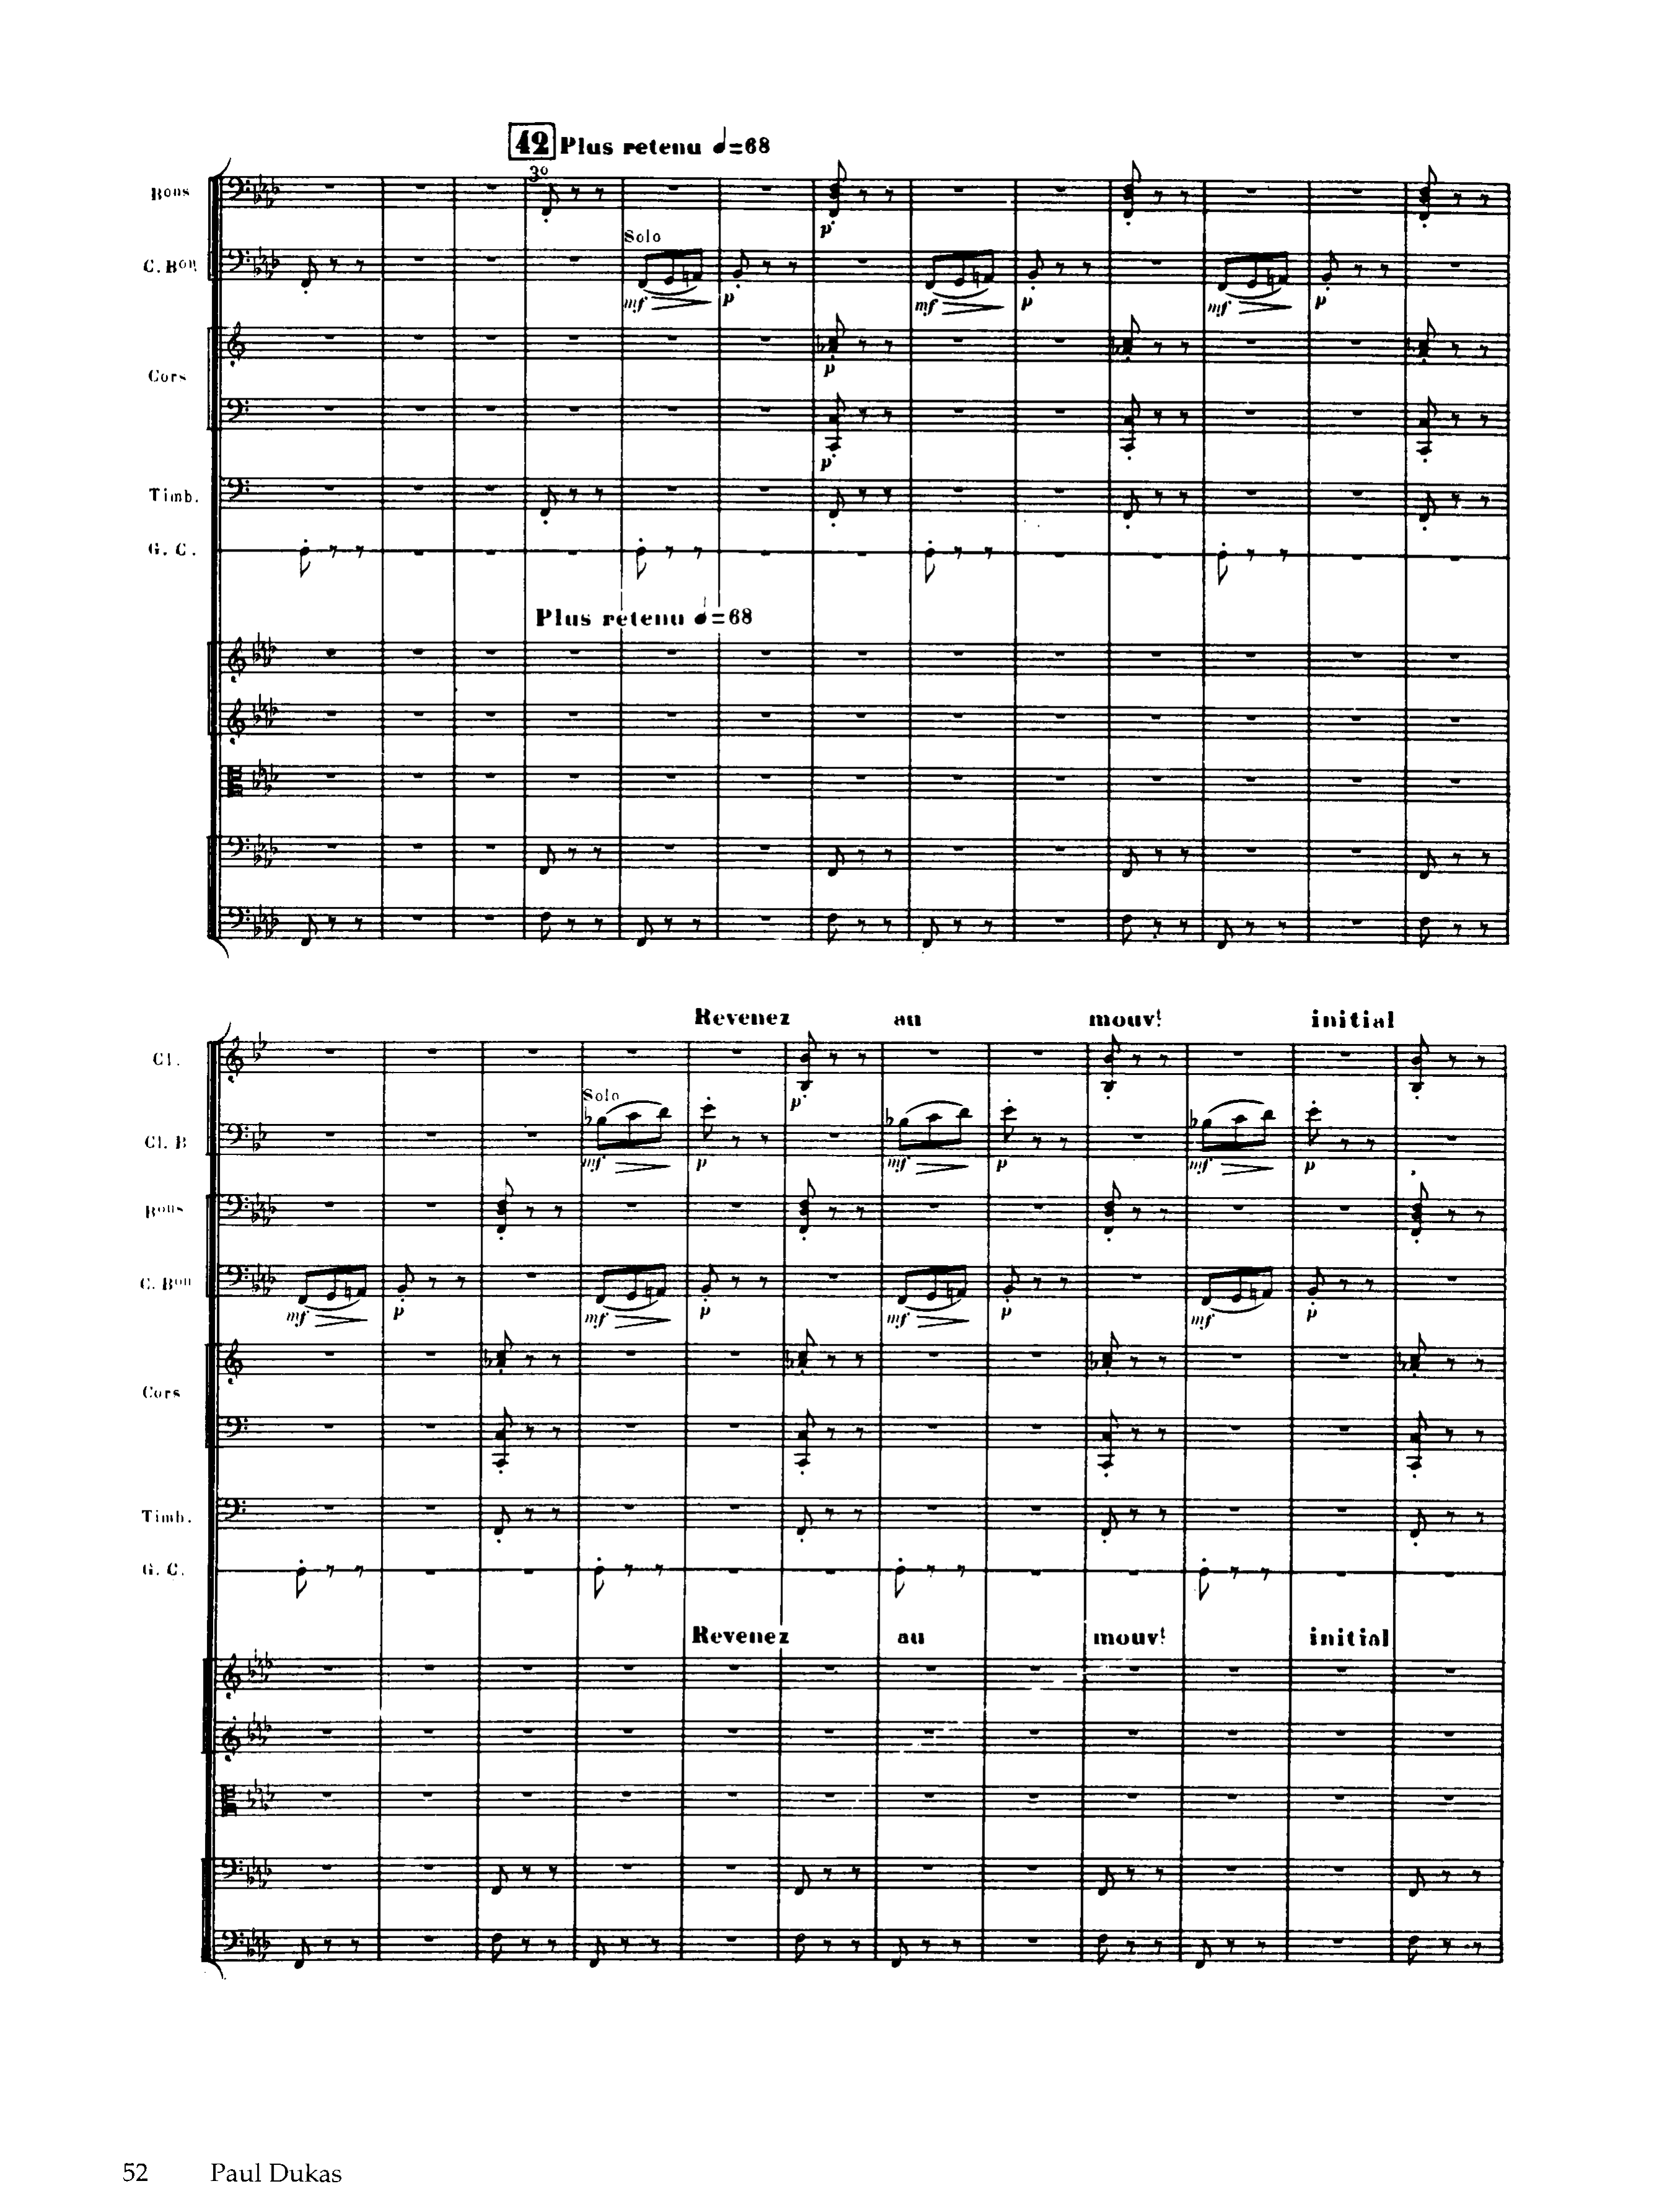 42 Plus retenu ♩=68
Bons
3º
Solo
C. Bon
mf p mf p mf p
p
Cors
p
p
Timb.
G. C.
Plus retenu ♩=68
Revenez au mouvt initial
Cl.
p
Solo
Cl. B
mf p mf p mf p
Bons
C. Bon
mf p mf p mf p mf p
Cors
Timb.
G. C.
Revenez au mouvt initial
52 Paul Dukas